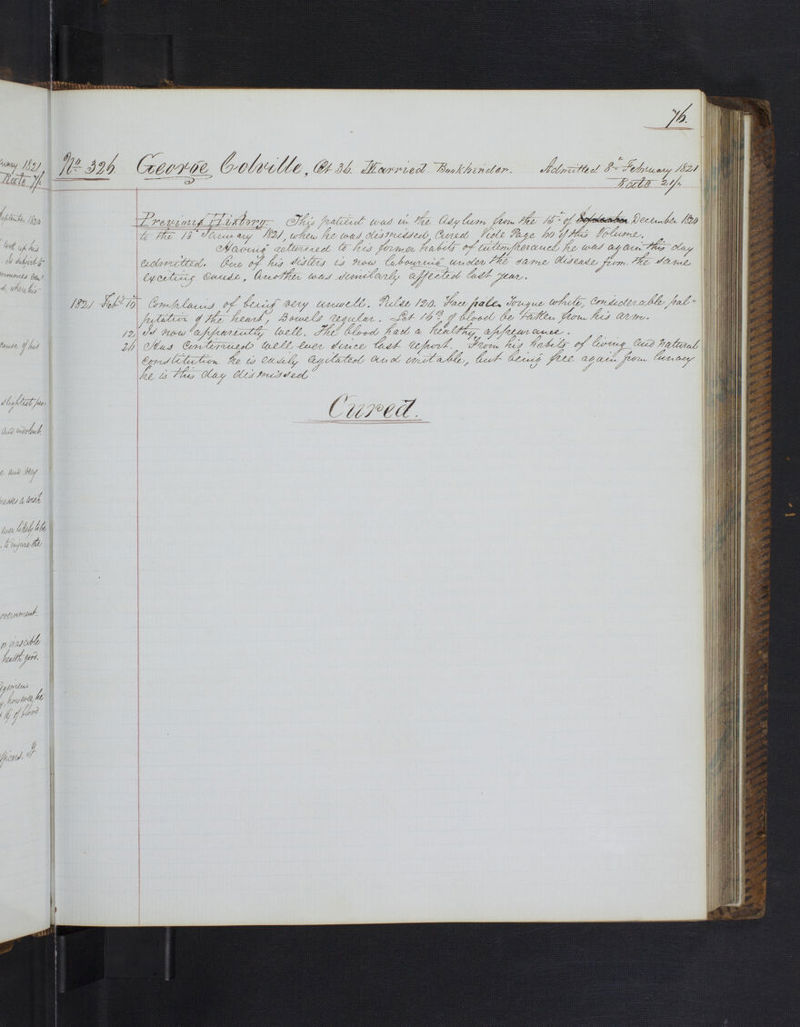 76.
No 326 George Colville, Æt 36. Married. Bookbinder. Admitted 8th February 1821
Rate 21/-
Previous History. This patient was in the Asylum from the 15th of December 1820
to the 15th January 1821, when he was dismissed, Cured. Vide Page 60 of this Volume.
Having returned to his former habits of intemperance he was again this day
admitted. One of his sisters is now labouring under the same disease from the same
exciting cause, another was similarly affected last year.
1821 Feby 10 Complains of being very unwell. Pulse 120. Face pale. Tongue white, considerable pal-
pitation of the heart, Bowels regular. Let 16 oz of blood be taken from his arm.
12 Is now apparently well. The blood had a healthy appearance.
26 Has continued well ever since last report. From his habits of living and natural
constitution he is easily agitated and irritable, but being free again from lunacy
he is this day dismissed
Cured.
1821
Rate